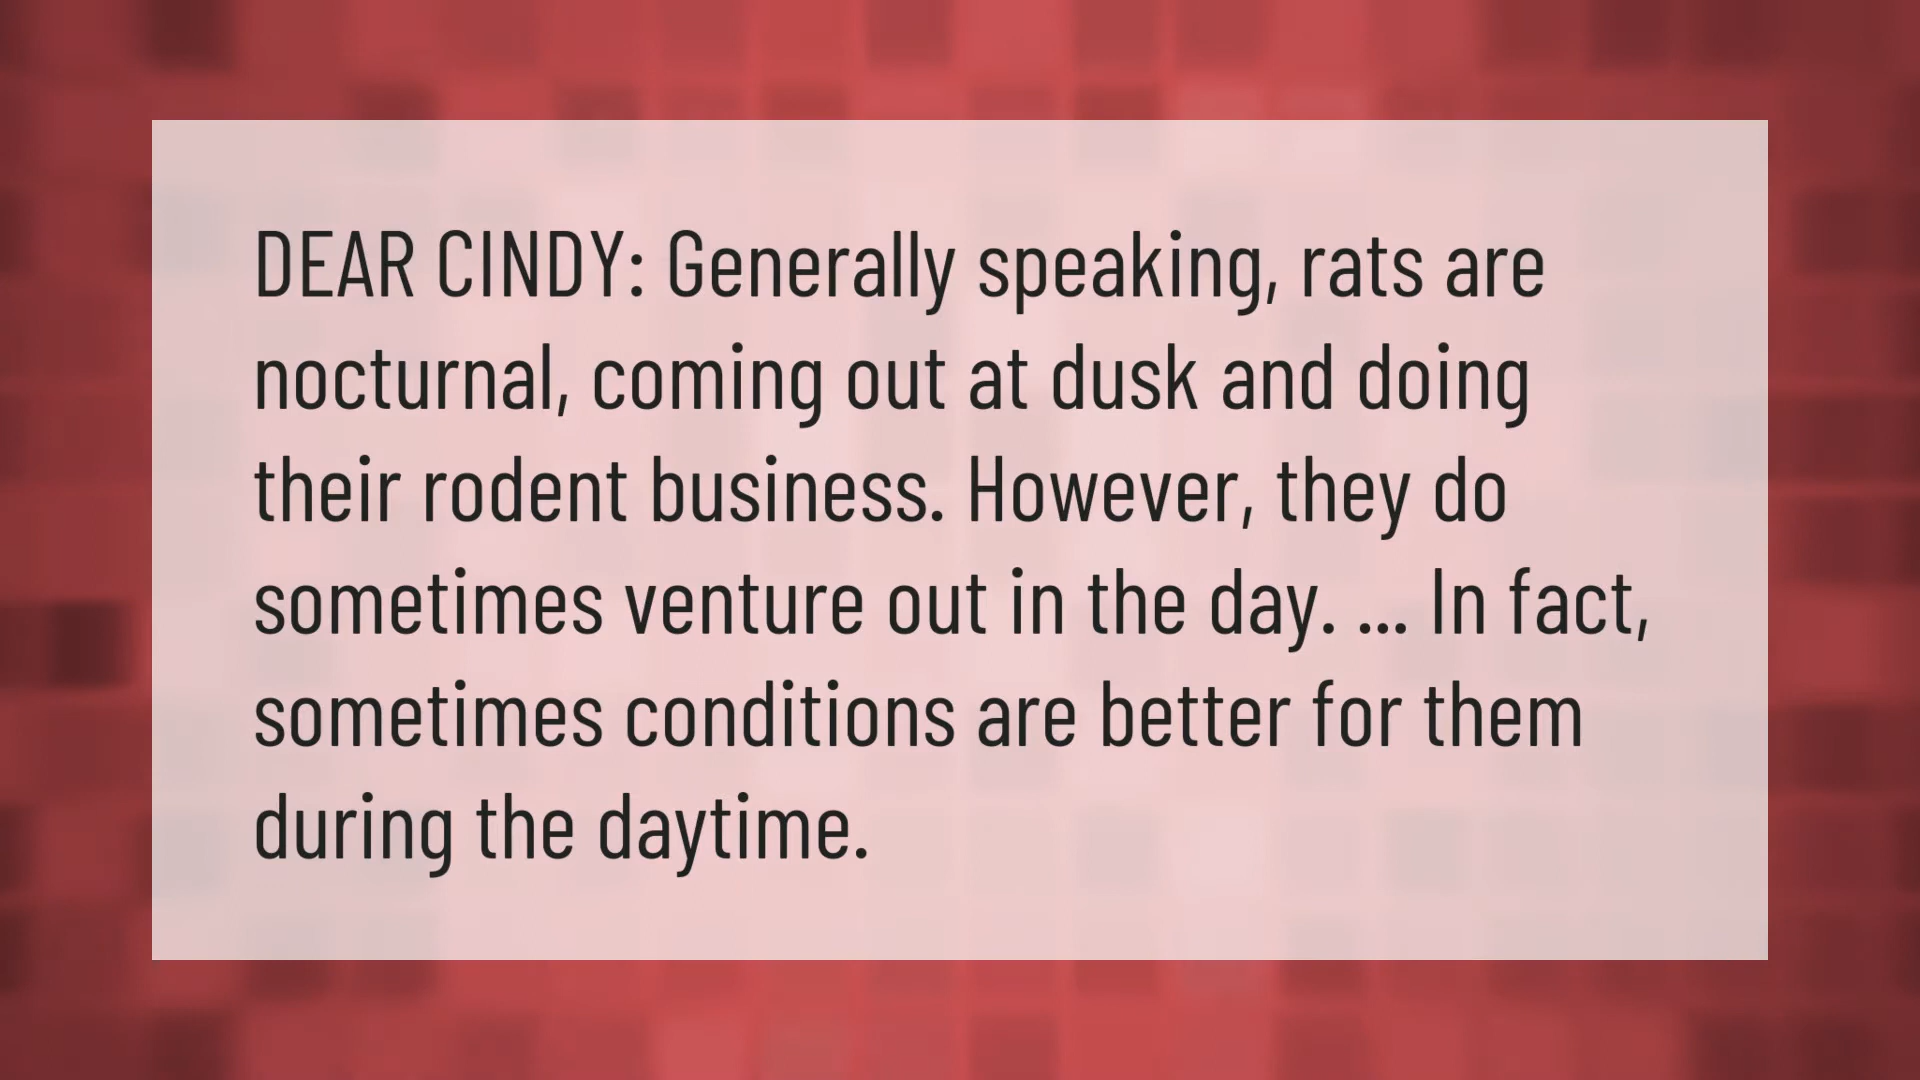 DEAR CINDY: Generally speaking, rats are
nocturnal, coming out at dusk and doing
their rodent business. However, they do
sometimes venture out in the day. ... In fact,
sometimes conditions are better for them
during the daytime.